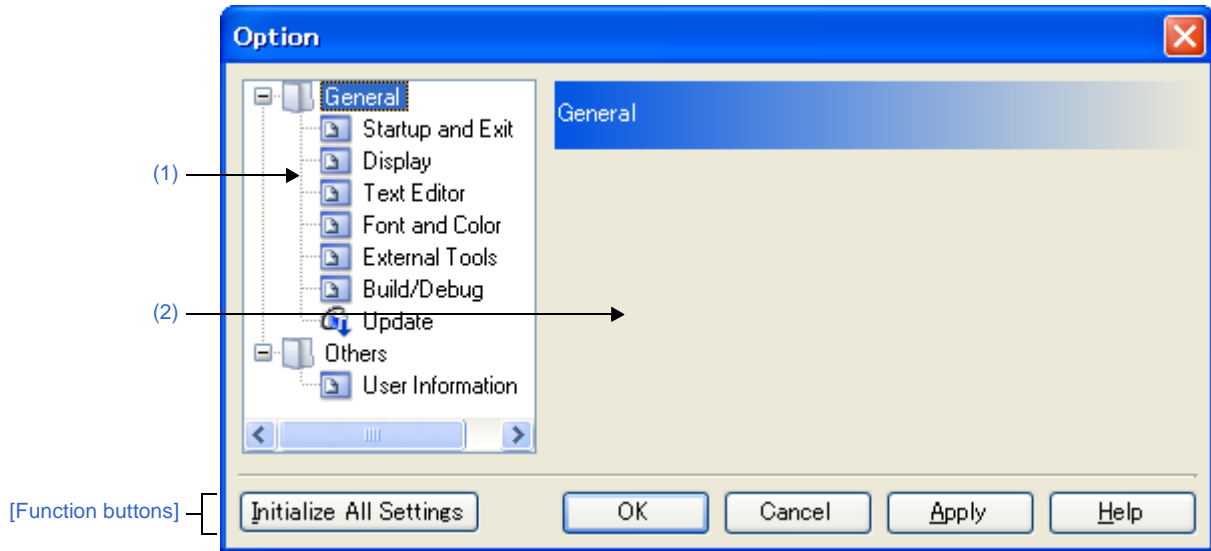 Option
General
Startup and Exit
Display
Text Editor
Font and Color
External Tools
Build/Debug
Update
Others
User Information
General
(1)
(2)
[Function buttons]
Initialize All Settings
OK
Cancel
Apply
Help